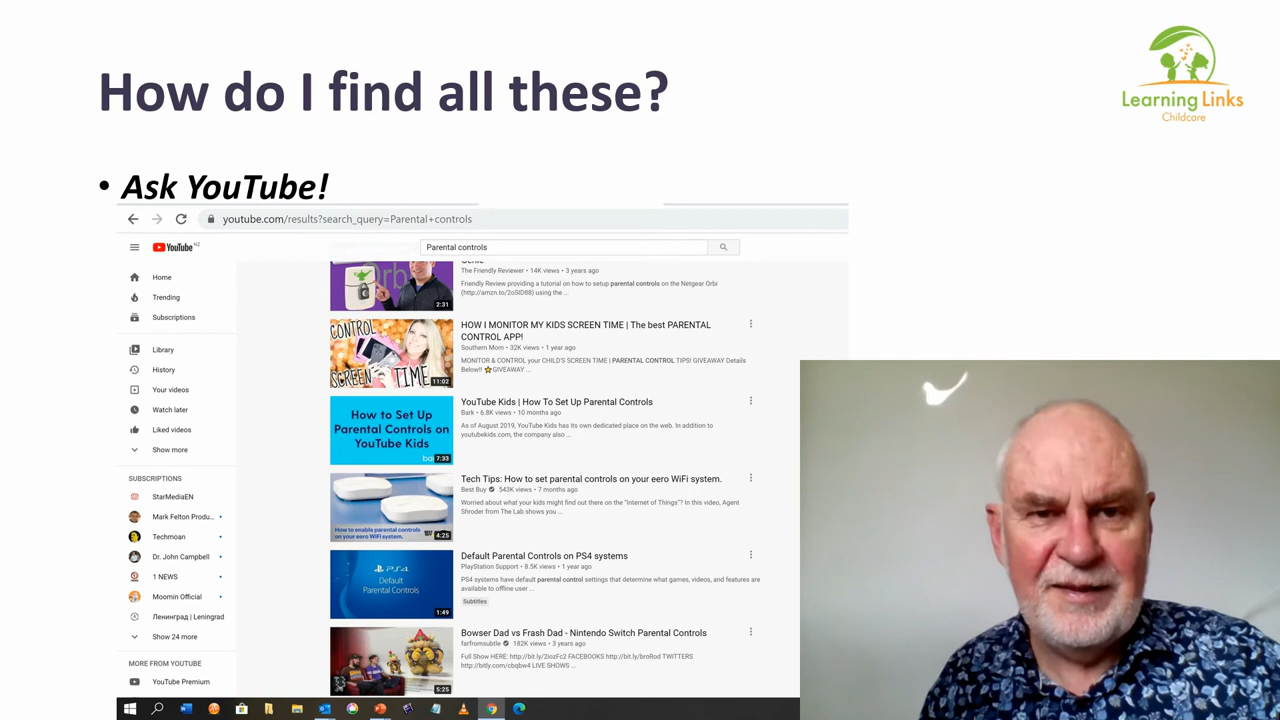 How do I find all these?
Learning Links
Childcare
• Ask YouTube!
youtube.com/results?search_query=Parental+controls
YouTube NZ
Parental controls
Home
Trending
Subscriptions
Library
History
Your videos
Watch later
Liked videos
Show more
SUBSCRIPTIONS
StarMediaEN
Mark Felton Produ...
Techmoan
Dr. John Campbell
1 NEWS
Moomin Official
Ленинград | Leningrad
Show 24 more
MORE FROM YOUTUBE
YouTube Premium
2:31
The Friendly Reviewer • 14K views • 3 years ago
Friendly Review providing a tutorial on how to setup parental controls on the Netgear Orbi
(http://amzn.to/2oSlD88) using the ...
CONTROL
SCREEN TIME
11:02
HOW I MONITOR MY KIDS SCREEN TIME | The best PARENTAL
CONTROL APP!
Southern Mom • 32K views • 1 year ago
MONITOR & CONTROL your CHILD'S SCREEN TIME | PARENTAL CONTROL TIPS! GIVEAWAY Details
Below!! ⭐GIVEAWAY ...
How to Set Up
Parental Controls on
YouTube Kids
7:33
YouTube Kids | How To Set Up Parental Controls
Bark • 6.8K views • 10 months ago
As of August 2019, YouTube Kids has its own dedicated place on the web. In addition to
youtubekids.com, the company also ...
How to enable parental controls
on your eero WiFi system.
4:25
Tech Tips: How to set parental controls on your eero WiFi system.
Best Buy • 543K views • 7 months ago
Worried about what your kids might find out there on the "Internet of Things"? In this video, Agent
Shroder from The Lab shows you ...
PS4
Default
Parental Controls
1:49
Default Parental Controls on PS4 systems
PlayStation Support • 8.5K views • 1 year ago
PS4 systems have default parental control settings that determine what games, videos, and features are
available to offline user ...
Subtitles
5:25
Bowser Dad vs Frash Dad - Nintendo Switch Parental Controls
farfromsubtle • 182K views • 3 years ago
Full Show HERE: http://bit.ly/2iozFc2 FACEBOOKS http://bit.ly/broRod TWITTERS
http://bitly.com/cbqbw4 LIVE SHOWS ...